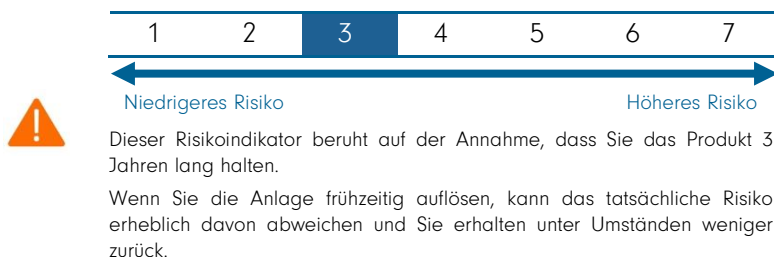 1 2 3 4 5 6 7
Niedrigeres Risiko Höheres Risiko
Dieser Risikoindikator beruht auf der Annahme, dass Sie das Produkt 3
Jahren lang halten.
Wenn Sie die Anlage frühzeitig auflösen, kann das tatsächliche Risiko
erheblich davon abweichen und Sie erhalten unter Umständen weniger
zurück.